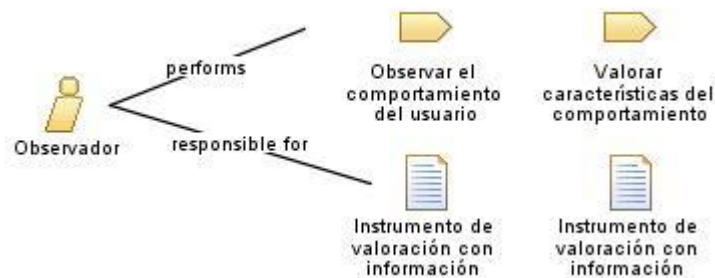 performs
Observar el
comportamiento
del usuario
Valorar
características del
comportamiento
Observador
responsible for
Instrumento de
valoración con
información
Instrumento de
valoración con
información